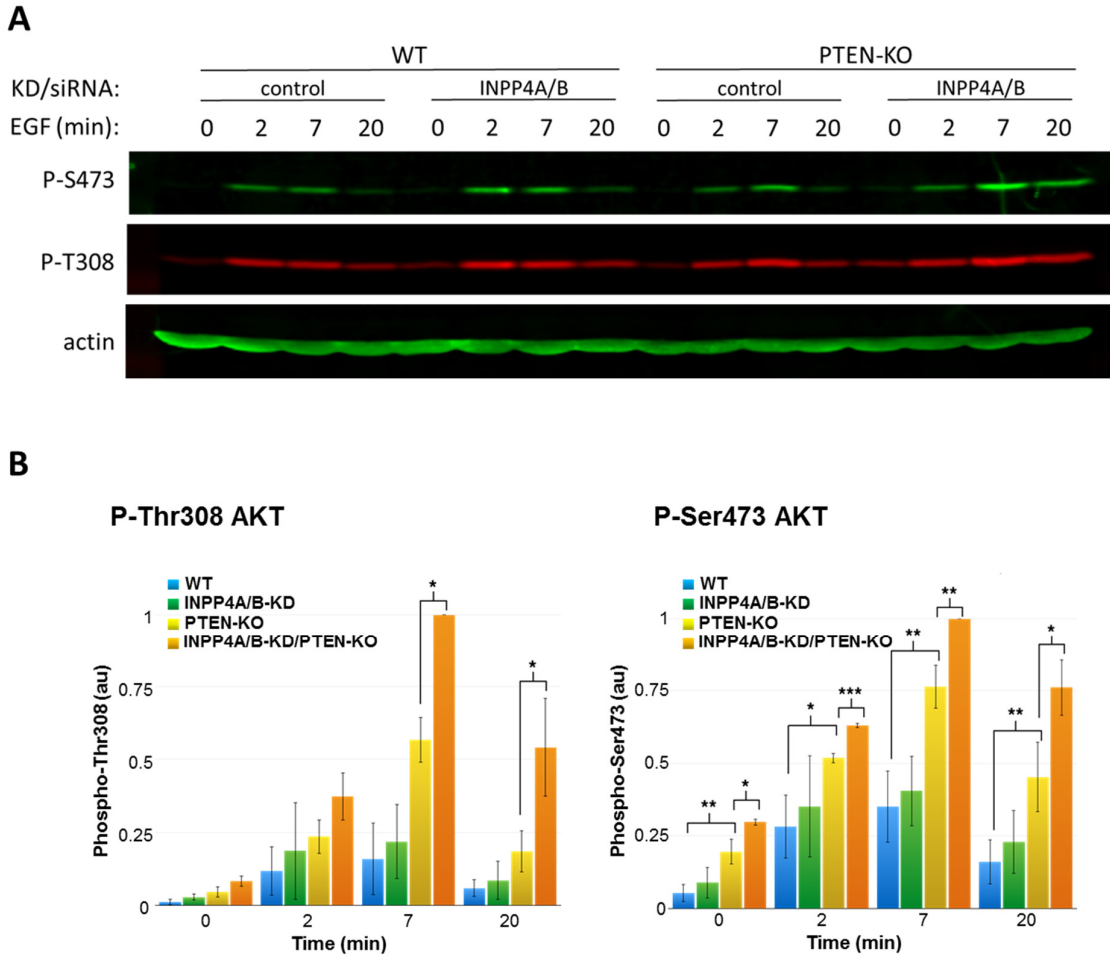 A
WT PTEN-KO
KD/siRNA: control INPP4A/B control INPP4A/B
EGF (min): 0 2 7 20 0 2 7 20 0 2 7 20 0 2 7 20
P-S473
P-T308
actin
B
P-Thr308 AKT
WT
INPP4A/B-KD
PTEN-KO
INPP4A/B-KD/PTEN-KO
Phospho-Thr308 (au)
1
0.75
0.5
0.25
0
* *
0 2 7 20
Time (min)
P-Ser473 AKT
WT
INPP4A/B-KD
PTEN-KO
INPP4A/B-KD/PTEN-KO
Phospho-Ser473 (au)
1
0.75
0.5
0.25
0
** * * *** ** ** ** *
0 2 7 20
Time (min)